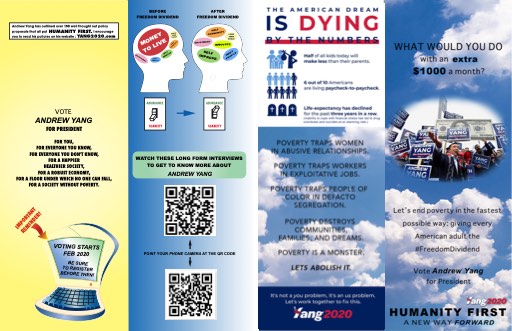 Andrew Yang has outlined over 100 well thought out policy
proposals that all put HUMANITY FIRST. I encourage
you to read his policies on his website - YANG2020.com
VOTE
ANDREW YANG
FOR PRESIDENT
FOR YOU,
FOR EVERYONE YOU KNOW,
FOR EVERYONE YOU DON'T KNOW,
FOR A HAPPIER
HEALTHIER SOCIETY,
FOR A ROBUST ECONOMY,
FOR A FLOOR UNDER WHICH NO ONE CAN FALL,
FOR A SOCIETY WITHOUT POVERTY.
IMPORTANT
REMINDER!
VOTING STARTS
FEB 2020
BE SURE
TO REGISTER
BEFORE THEN!
BEFORE
FREEDOM DIVIDEND
AFTER
FREEDOM DIVIDEND
MONEY
TO LIVE
ABUNDANCE
SCARCITY
ABUNDANCE
SCARCITY
WATCH THESE LONG FORM INTERVIEWS
TO GET TO KNOW MORE ABOUT
ANDREW YANG
POINT YOUR PHONE CAMERA AT THE QR CODE
THE AMERICAN DREAM
IS DYING
BY THE NUMBERS
Half of all kids today will
make less than their parents.
6 out of 10 Americans
are living paycheck-to-paycheck.
Life-expectancy has declined
for the past three years in a row.
POVERTY TRAPS WOMEN
IN ABUSIVE RELATIONSHIPS.
POVERTY TRAPS WORKERS
IN EXPLOITATIVE JOBS.
POVERTY TRAPS PEOPLE OF
COLOR IN DEFACTO
SEGREGATION.
POVERTY DESTROYS
COMMUNITIES,
FAMILIES, AND DREAMS.
POVERTY IS A MONSTER.
LETS ABOLISH IT.
It's not a you problem, it's an us problem.
Let's work together to fix this.
Yang2020
WHAT WOULD YOU DO
with an extra
$1000 a month?
YANG
Let's end poverty in the fastest
possible way; giving every
American adult the
#FreedomDividend
Vote Andrew Yang
for President
Yang2020
HUMANITY FIRST
A NEW WAY FORWARD